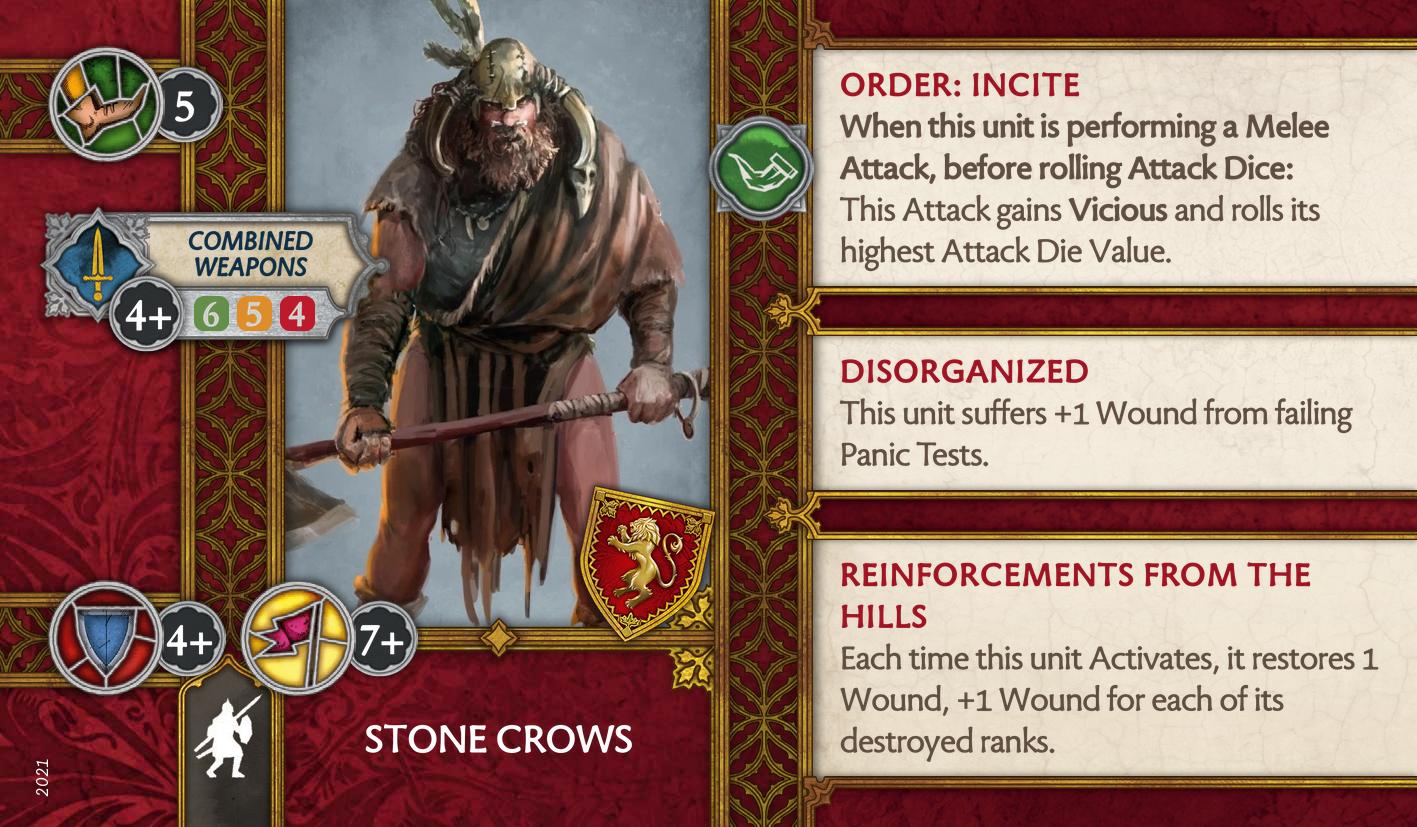 5
COMBINED
WEAPONS
4+ 6 5 4
4+ 7+
STONE CROWS
2021
ORDER: INCITE
When this unit is performing a Melee
Attack, before rolling Attack Dice:
This Attack gains Vicious and rolls its
highest Attack Die Value.
DISORGANIZED
This unit suffers +1 Wound from failing
Panic Tests.
REINFORCEMENTS FROM THE
HILLS
Each time this unit Activates, it restores 1
Wound, +1 Wound for each of its
destroyed ranks.